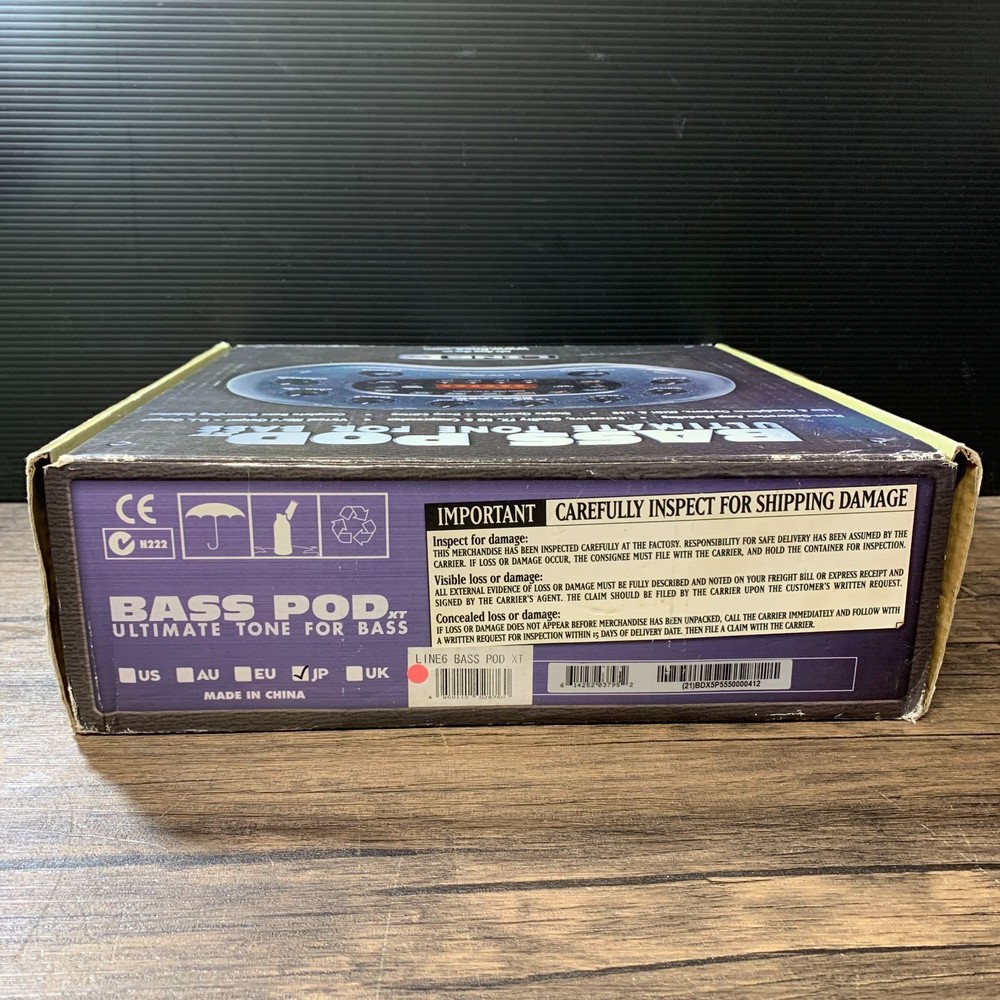 LINE 6
BASS POD XT
ULTIMATE TONE FOR BASS
CE
N222
BASS POD XT
ULTIMATE TONE FOR BASS
US AU EU JP UK
MADE IN CHINA
IMPORTANT CAREFULLY INSPECT FOR SHIPPING DAMAGE
Inspect for damage:
THIS MERCHANDISE HAS BEEN INSPECTED CAREFULLY AT THE FACTORY. RESPONSIBILITY FOR SAFE DELIVERY HAS BEEN ASSUMED BY THE
CARRIER. IF LOSS OR DAMAGE OCCUR, THE CONSIGNEE MUST FILE WITH THE CARRIER, AND HOLD THE CONTAINER FOR INSPECTION.
Visible loss or damage:
ALL EXTERNAL EVIDENCE OF LOSS OR DAMAGE MUST BE FULLY DESCRIBED AND NOTED ON YOUR FREIGHT BILL OR EXPRESS RECEIPT AND
SIGNED BY THE CARRIER'S AGENT. THE CLAIM SHOULD BE FILED BY THE CARRIER UPON THE CUSTOMER'S WRITTEN REQUEST.
Concealed loss or damage:
IF LOSS OR DAMAGE DOES NOT APPEAR BEFORE MERCHANDISE HAS BEEN UNPACKED, CALL THE CARRIER IMMEDIATELY AND FOLLOW WITH
A WRITTEN REQUEST FOR INSPECTION WITHIN 15 DAYS OF DELIVERY DATE. THEN FILE A CLAIM WITH THE CARRIER.
LINE6 BASS POD XT
6 14252 03795 2
(21)BDX5P5550000412